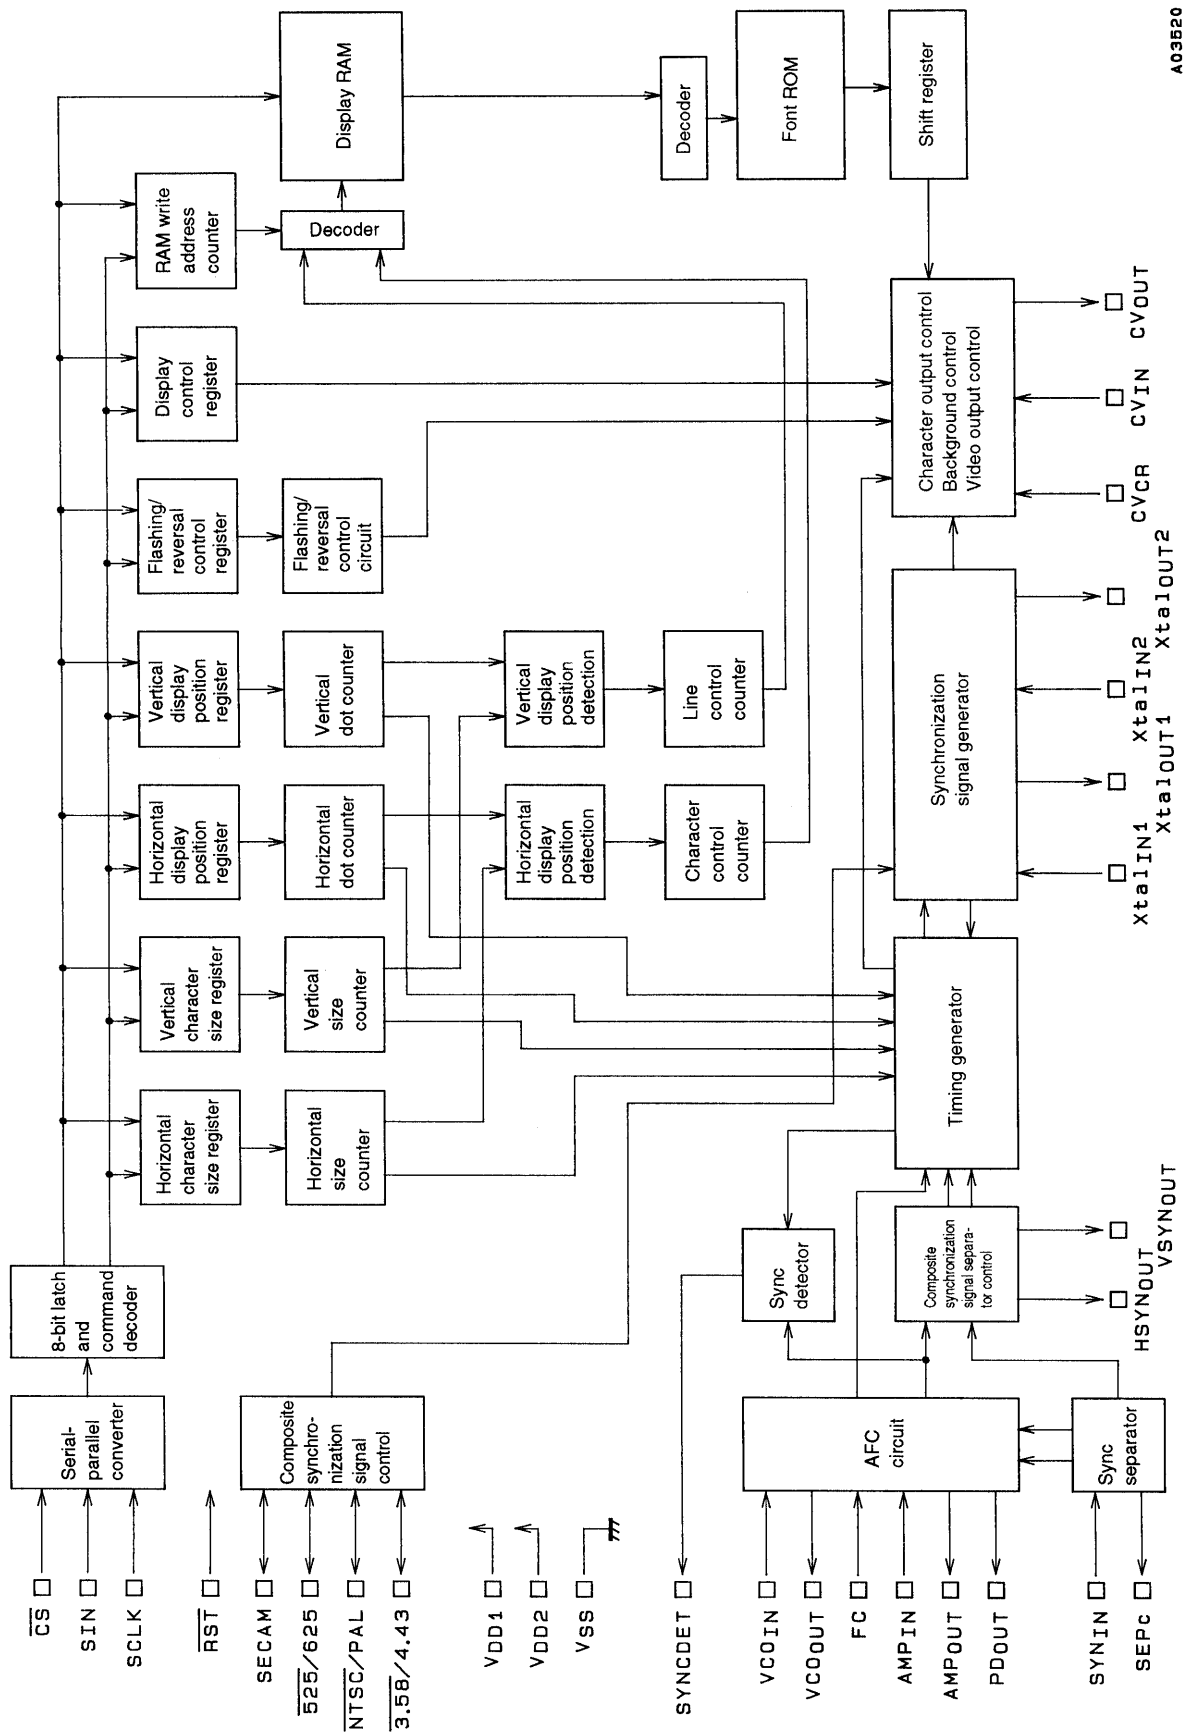 CS
SIN
SCLK
RST
SECAM
525/625
NTSC/PAL
3.58/4.43
VDD1
VDD2
VSS
SYNCDET
VCOIN
VCOOUT
FC
AMPIN
AMPOUT
PDOUT
SYNIN
SEPC
Serial-
parallel
converter
8-bit latch
and
command
decoder
Composite
synchro-
nization
signal
control
AFC
circuit
Sync
separator
Sync
detector
Composite
synchronization
signal separa-
tor control
HSYNOUT
VSYNOUT
Horizontal
character
size register
Horizontal
size
counter
Vertical
character
size register
Vertical
size
counter
Horizontal
display
position
register
Horizontal
dot counter
Horizontal
display
position
detection
Character
control
counter
Vertical
display
position
register
Vertical
dot counter
Vertical
display
position
detection
Line
control
counter
Flashing/
reversal
control
register
Flashing/
reversal
control
circuit
Display
control
register
RAM write
address
counter
Decoder
Display RAM
Decoder
Font ROM
Shift register
Timing generator
Synchronization
signal generator
Character output control
Background control
Video output control
XtalIN1
XtalOUT1
XtalIN2
XtalOUT2
CVCR
CVIN
CVOUT
A03520